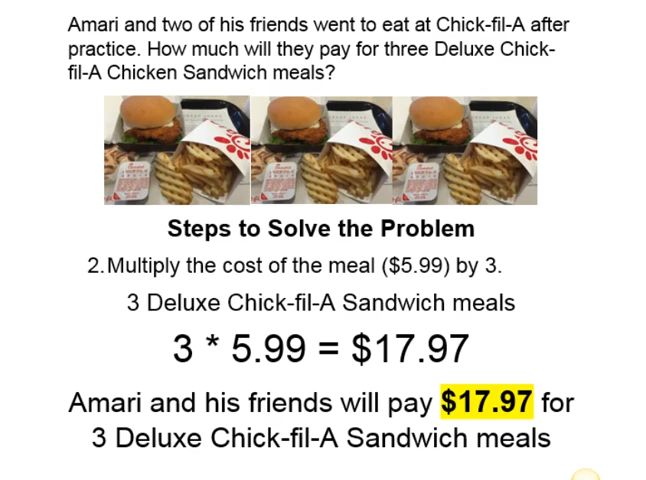 Amari and two of his friends went to eat at Chick-fil-A after
practice. How much will they pay for three Deluxe Chick-
fil-A Chicken Sandwich meals?
Steps to Solve the Problem
2.Multiply the cost of the meal ($5.99) by 3.
3 Deluxe Chick-fil-A Sandwich meals
3 * 5.99 = $17.97
Amari and his friends will pay $17.97 for
3 Deluxe Chick-fil-A Sandwich meals